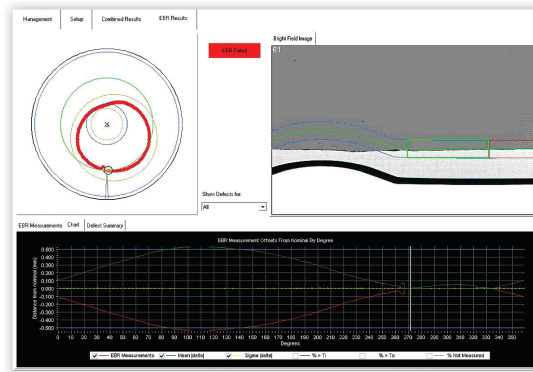 Management Setup Combined Results EBR Results
EBR Failed
Bright Field Image
61
Show Defects for:
All
EBR Measurements Chart Defect Summary
EBR Measurement Offsets From Nominal By Degree
Distance from nominal (mm)
0.500
0.400
0.300
0.200
0.100
0.000
-0.100
-0.200
-0.300
-0.400
-0.500
0 10 20 30 40 50 60 70 80 90 100 110 120 130 140 150 160 170 180 190 200 210 220 230 240 250 260 270 280 290 300 310 320 330 340 350
Degrees
EBR Measurements Mean (delta) Sigma (delta) % > Ti % > To % Not Measured